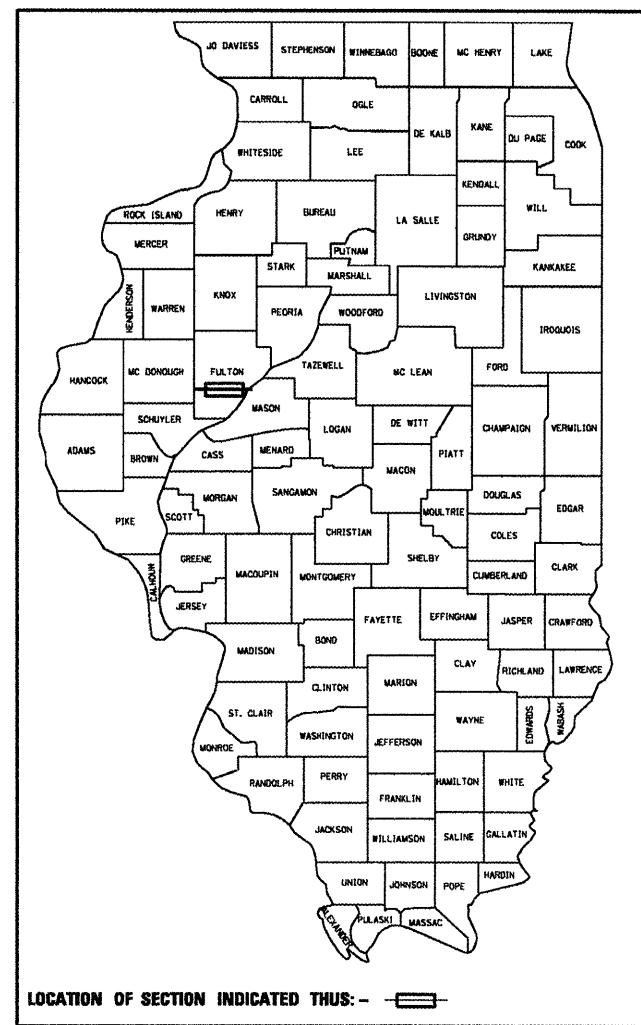 JO DAVIESS
STEPHENSON
WINNEBAGO
BOONE
MC HENRY
LAKE
CARROLL
OGLE
DE KALB
KANE
DU PAGE
COOK
WHITESIDE
LEE
KENDALL
WILL
ROCK ISLAND
HENRY
BUREAU
LA SALLE
GRUNDY
MERCER
PUTNAM
KANKAKEE
STARK
MARSHALL
HENDERSON
WARREN
KNOX
PEORIA
WOODFORD
LIVINGSTON
IROQUOIS
HANCOCK
MC DONOUGH
FULTON
TAZEWELL
MC LEAN
FORD
MASON
SCHUYLER
LOGAN
DE WITT
CHAMPAIGN
VERMILION
ADAMS
BROWN
CASS
MENARD
MACON
PIATT
MORGAN
SANGAMON
DOUGLAS
EDGAR
PIKE
SCOTT
CHRISTIAN
MOULTRIE
COLES
GREENE
MACOUPIN
MONTGOMERY
SHELBY
CUMBERLAND
CLARK
CALHOUN
JERSEY
FAYETTE
EFFINGHAM
JASPER
CRAWFORD
MADISON
BOND
CLAY
RICHLAND
LAWRENCE
CLINTON
MARION
ST. CLAIR
WAYNE
EDWARDS
WABASH
MONROE
WASHINGTON
JEFFERSON
RANDOLPH
PERRY
HAMILTON
WHITE
FRANKLIN
JACKSON
WILLIAMSON
SALINE
GALLATIN
UNION
JOHNSON
POPE
HARDIN
ALEXANDER
PULASKI
MASSAC
LOCATION OF SECTION INDICATED THUS: -